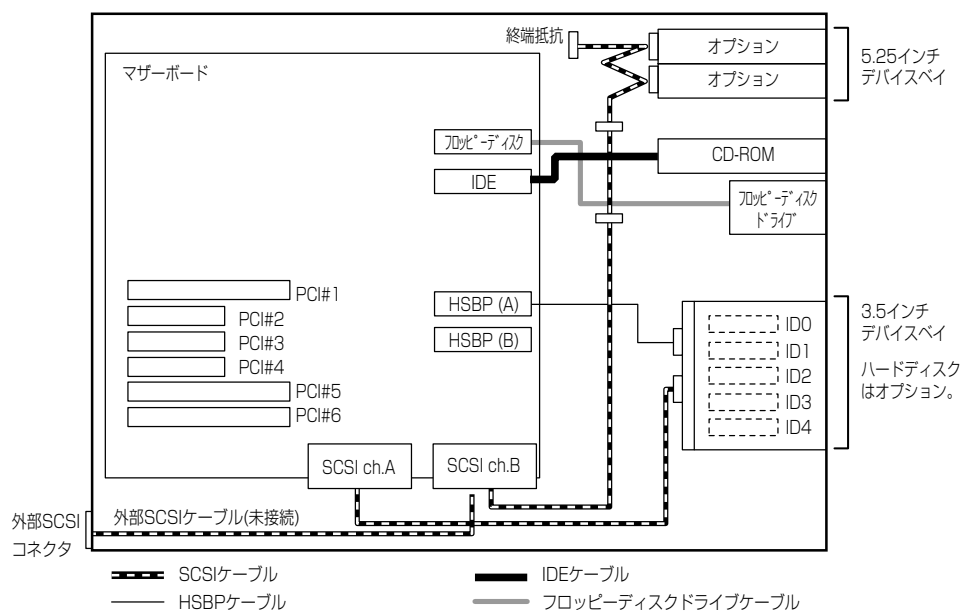 終端抵抗
オプション
オプション
5.25インチ
デバイスベイ
マザーボード
フロッピーディスク
IDE
CD-ROM
フロッピーディスク
ドライブ
PCI#1
PCI#2
PCI#3
PCI#4
PCI#5
PCI#6
HSBP (A)
HSBP (B)
ID0
ID1
ID2
ID3
ID4
3.5インチ
デバイスベイ
ハードディスク
はオプション。
SCSI ch.A
SCSI ch.B
外部SCSI
コネクタ
外部SCSIケーブル(未接続)
SCSIケーブル
IDEケーブル
HSBPケーブル
フロッピーディスクドライブケーブル